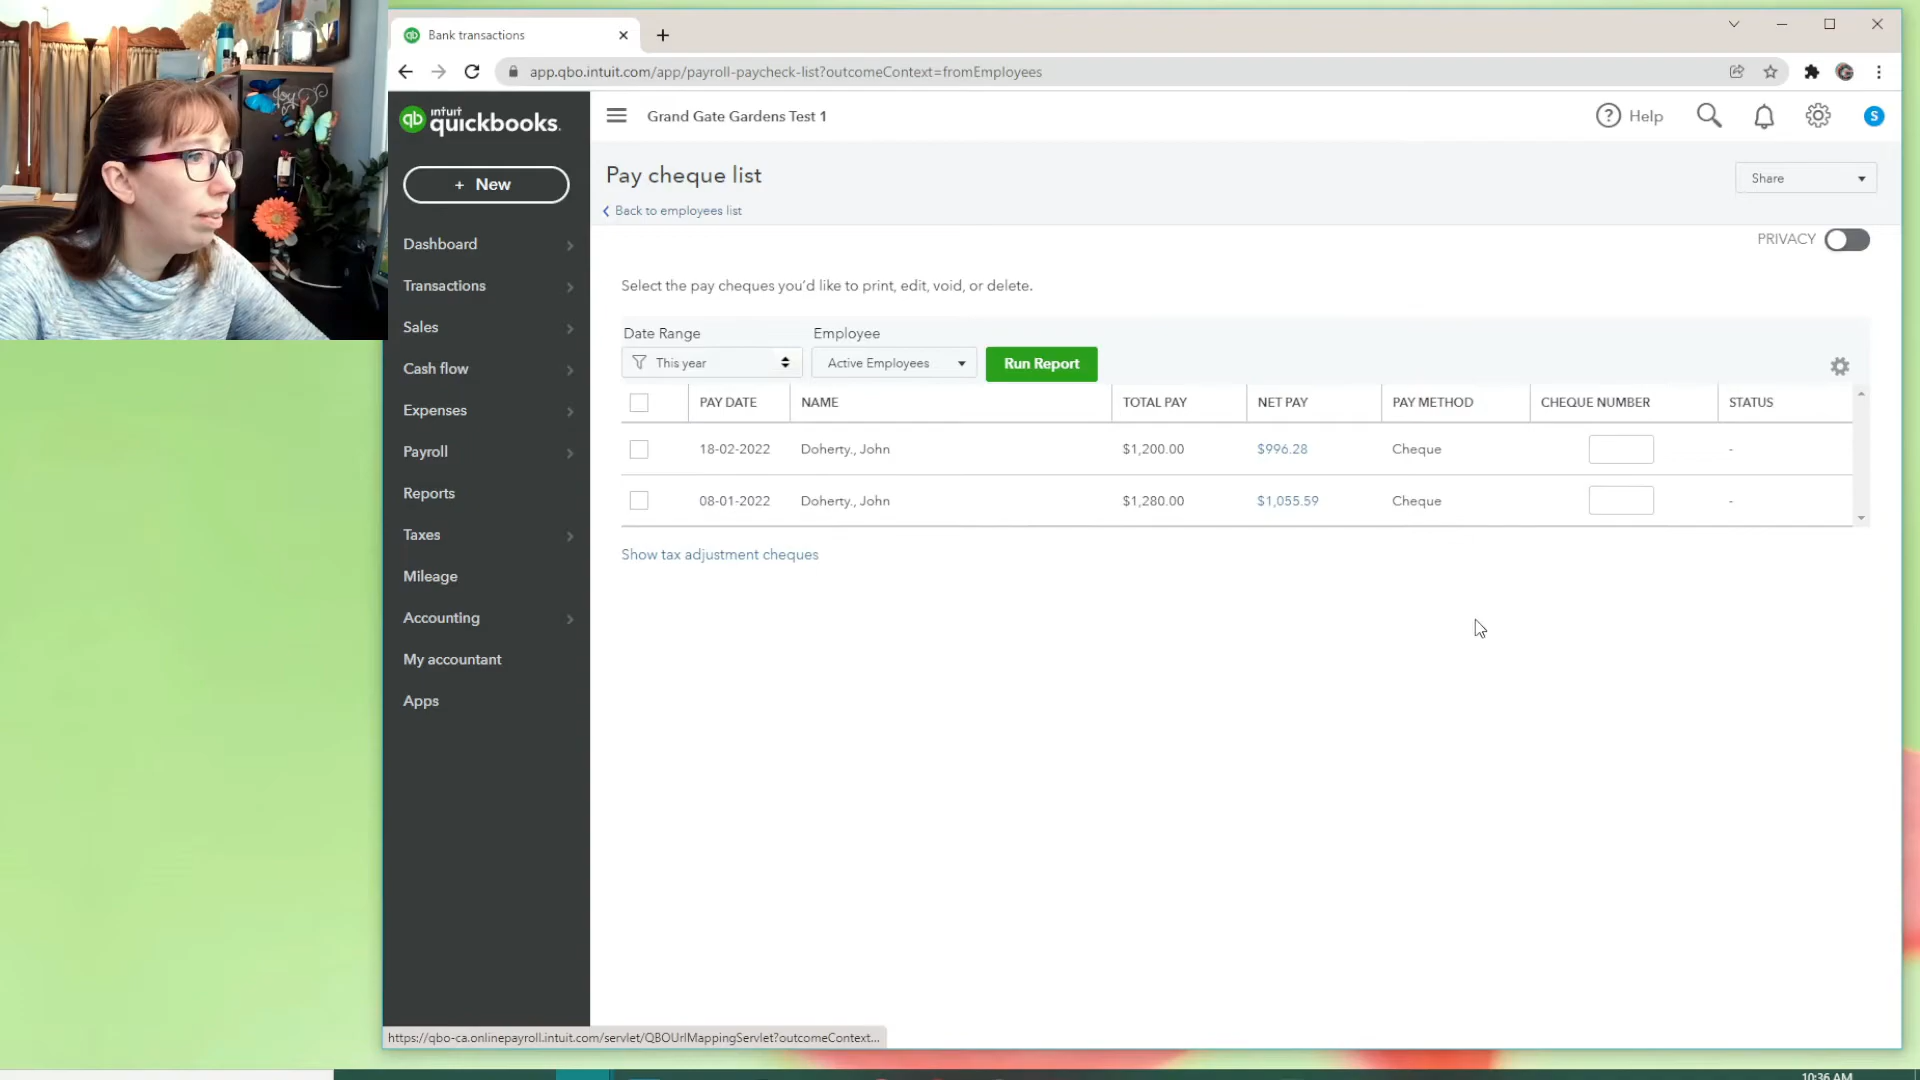 Bank transactions
app.qbo.intuit.com/app/payroll-paycheck-list?outcomeContext=fromEmployees
intuit
qb quickbooks.
Grand Gate Gardens Test 1
? Help
S
+ New
Pay cheque list
Share
Back to employees list
PRIVACY
Dashboard
Transactions
Sales
Cash flow
Expenses
Payroll
Reports
Taxes
Mileage
Accounting
My accountant
Apps
Select the pay cheques you'd like to print, edit, void, or delete.
Date Range Employee
This year Active Employees Run Report
PAY DATE NAME TOTAL PAY NET PAY PAY METHOD CHEQUE NUMBER STATUS
18-02-2022 Doherty., John $1,200.00 $996.28 Cheque -
08-01-2022 Doherty., John $1,280.00 $1,055.59 Cheque -
Show tax adjustment cheques
https://qbo-ca.onlinepayroll.intuit.com/servlet/QBOUrlMappingServlet?outcomeContext...
10:36 AM